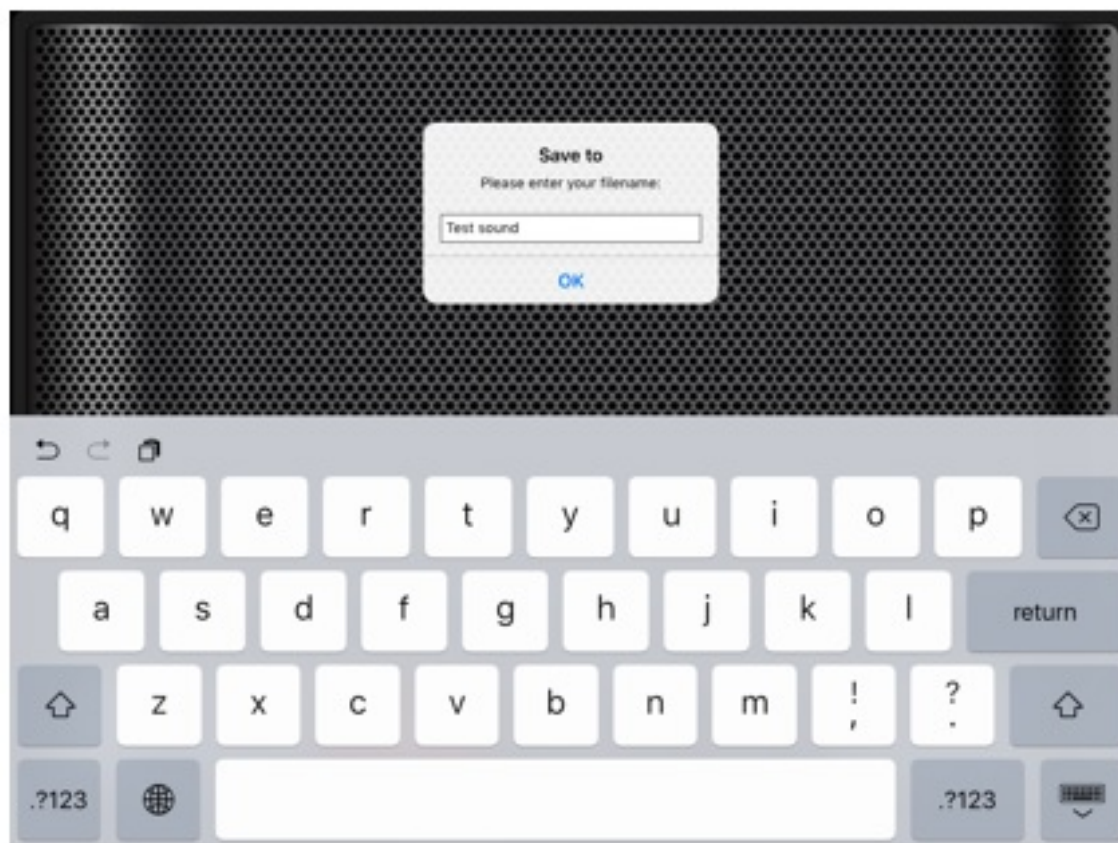 Save to
Please enter your filename:
Test sound
OK
q w e r t y u i o p
a s d f g h j k l return
z x c v b n m ! , ? .
.?123 .?123